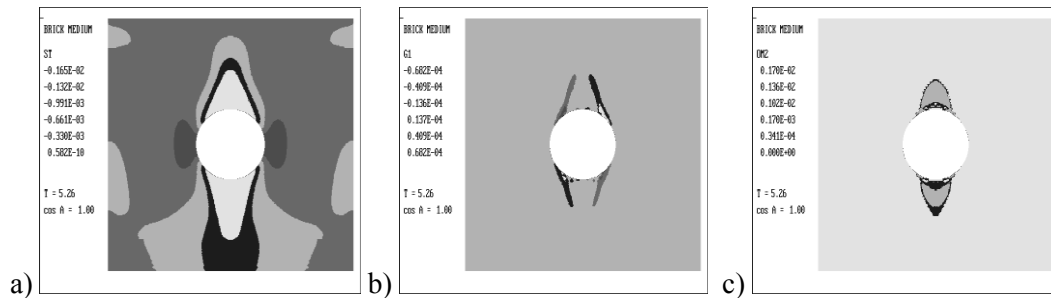 BRICK MEDIUM
ST
-0.165E-02
-0.132E-02
-0.991E-03
-0.661E-03
-0.330E-03
0.582E-10
T = 5.26
cos A = 1.00
a)
BRICK MEDIUM
G1
-0.682E-04
-0.409E-04
-0.136E-04
0.137E-04
0.409E-04
0.682E-04
T = 5.26
cos A = 1.00
b)
BRICK MEDIUM
OM2
0.170E-02
0.136E-02
0.102E-02
0.170E-03
0.341E-04
0.000E+00
T = 5.26
cos A = 1.00
c)